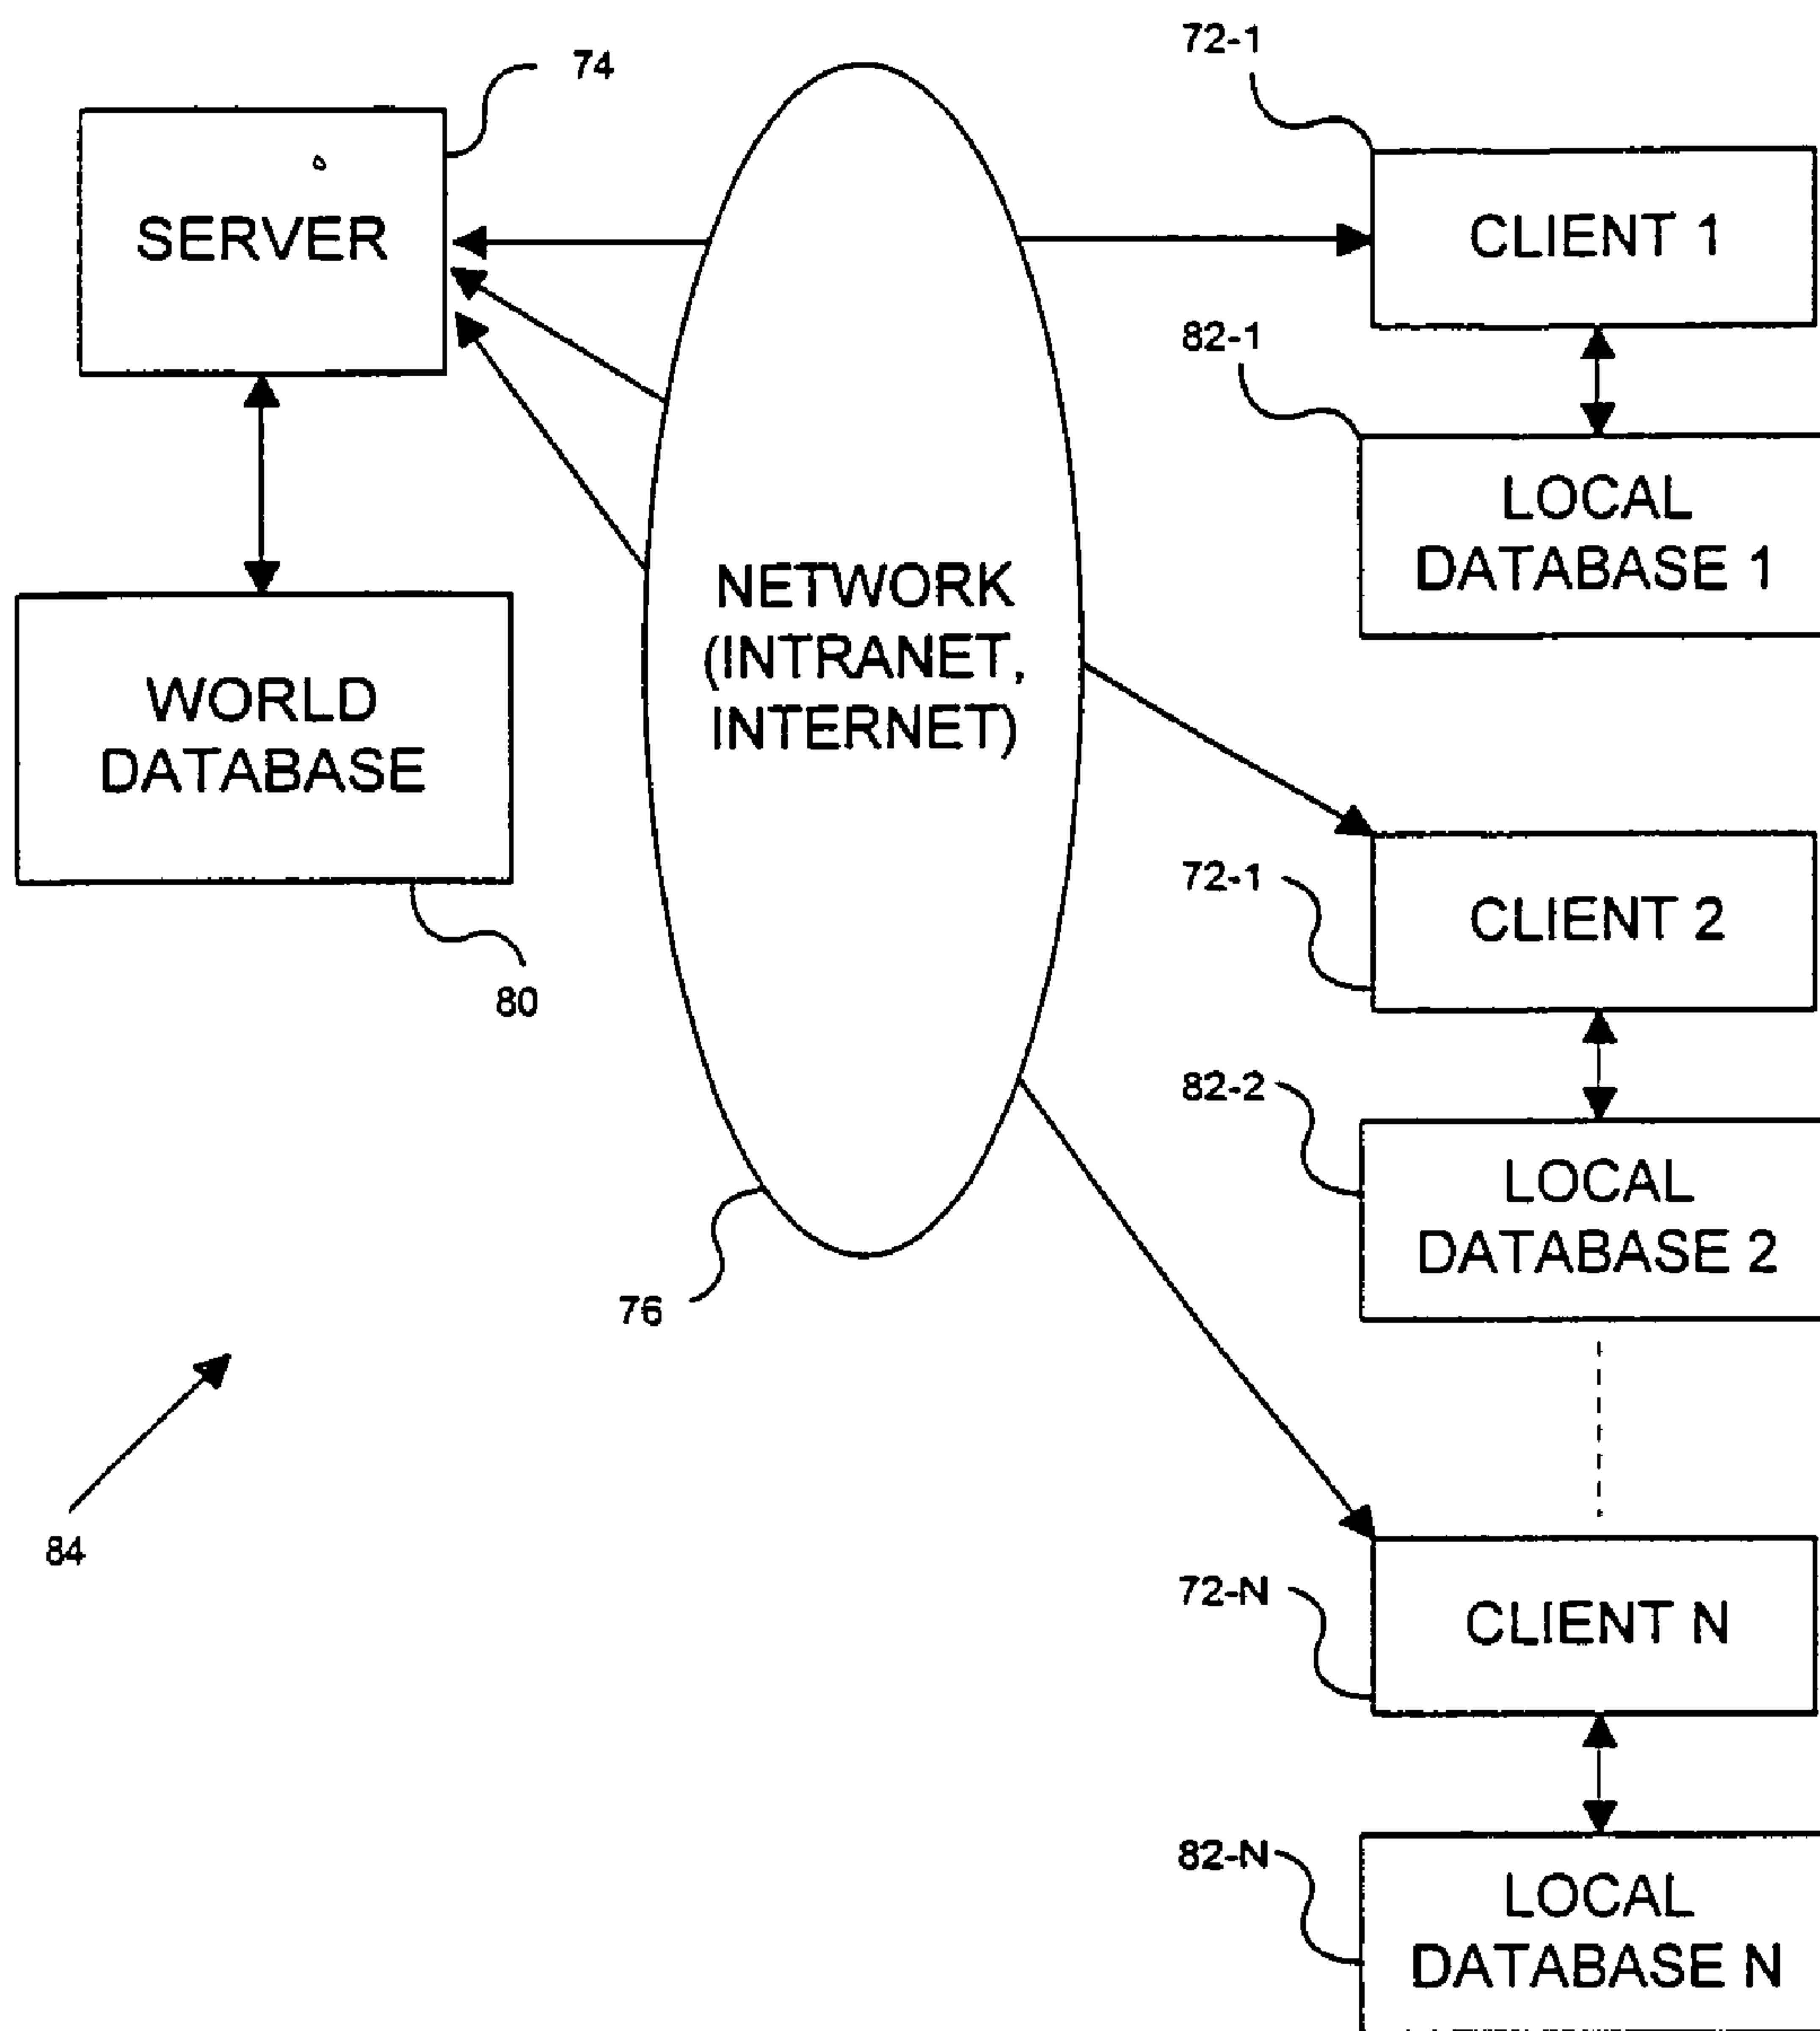 74
SERVER
WORLD
DATABASE
80
NETWORK
(INTRANET,
INTERNET)
76
84
72-1
CLIENT 1
82-1
LOCAL
DATABASE 1
72-1
CLIENT 2
82-2
LOCAL
DATABASE 2
72-N
CLIENT N
82-N
LOCAL
DATABASE N